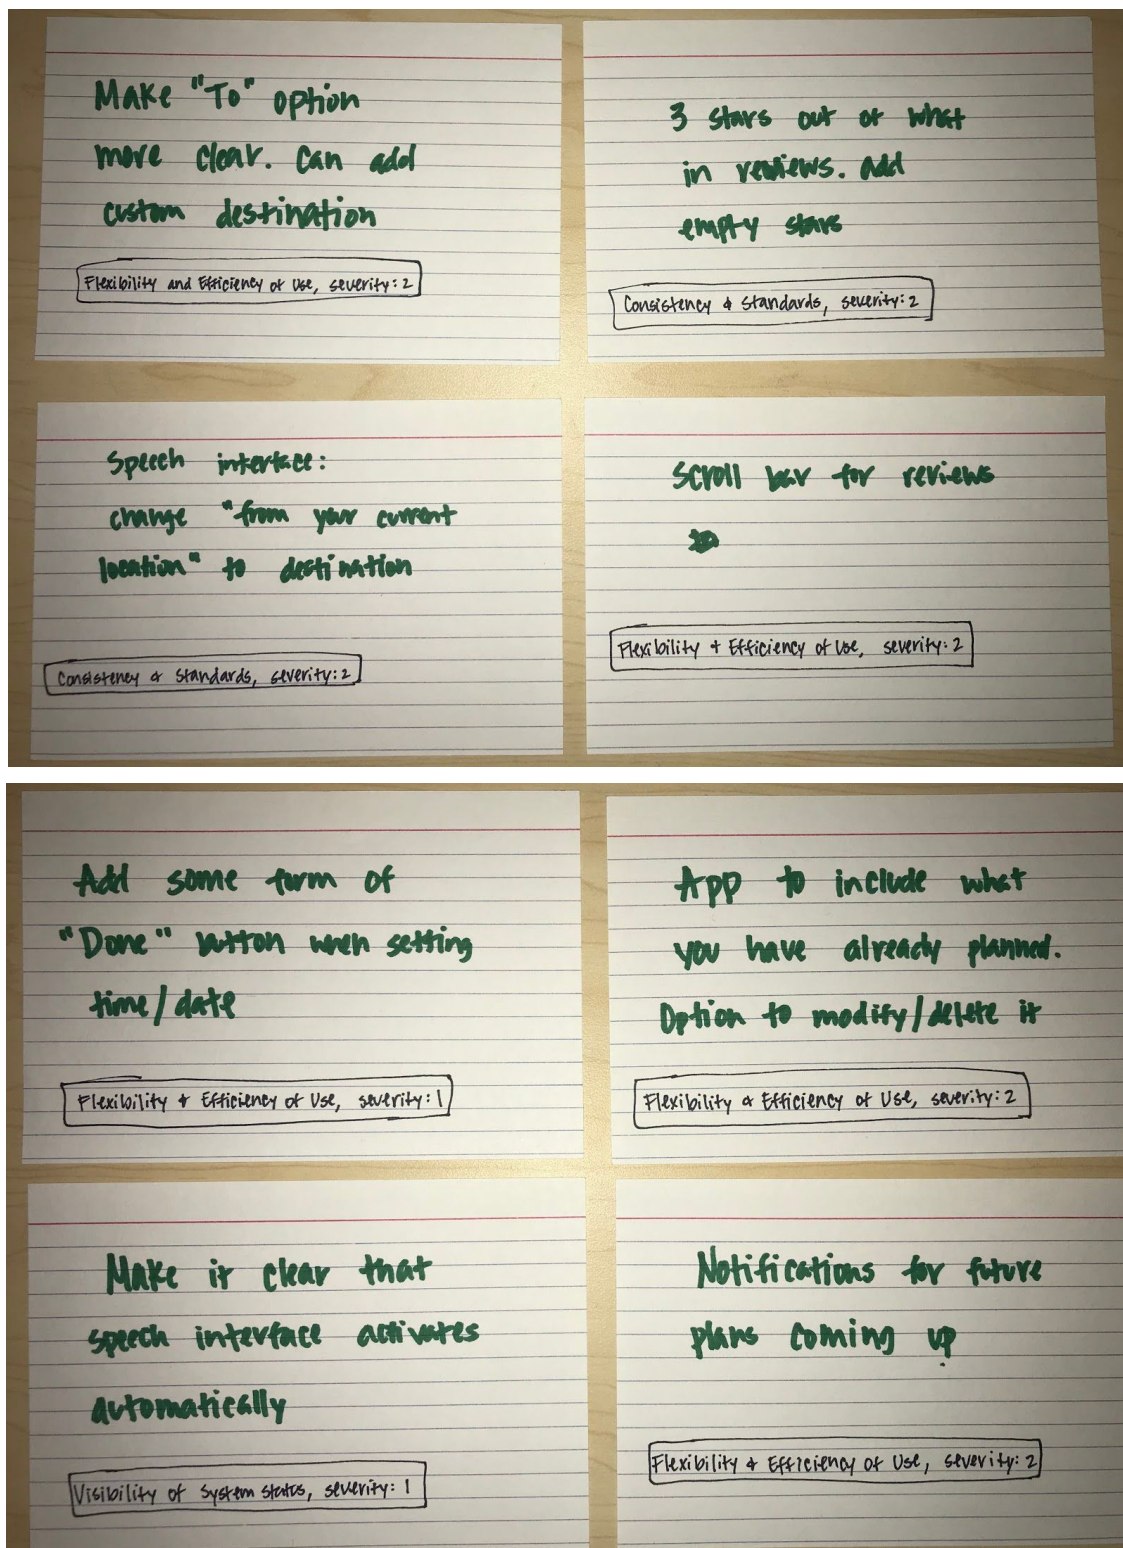 Make "To" option
more clear. Can add
custom destination
Flexibility and Efficiency of Use, severity: 2
3 stars out of what
in reviews. add
empty stars
Consistency & Standards, severity: 2
Speech interface:
change "from your current
location" to destination
Consistency & Standards, severity: 2
Scroll bar for reviews
Flexibility + Efficiency of Use, severity: 2
Add some form of
"Done" button when setting
time/date
Flexibility + Efficiency of Use, severity: 1
App to include what
you have already planned.
Option to modify/delete it
Flexibility & Efficiency of Use, severity: 2
Make it clear that
speech interface activates
automatically
Visibility of System Status, severity: 1
Notifications for future
plans coming up
Flexibility & Efficiency of Use, severity: 2